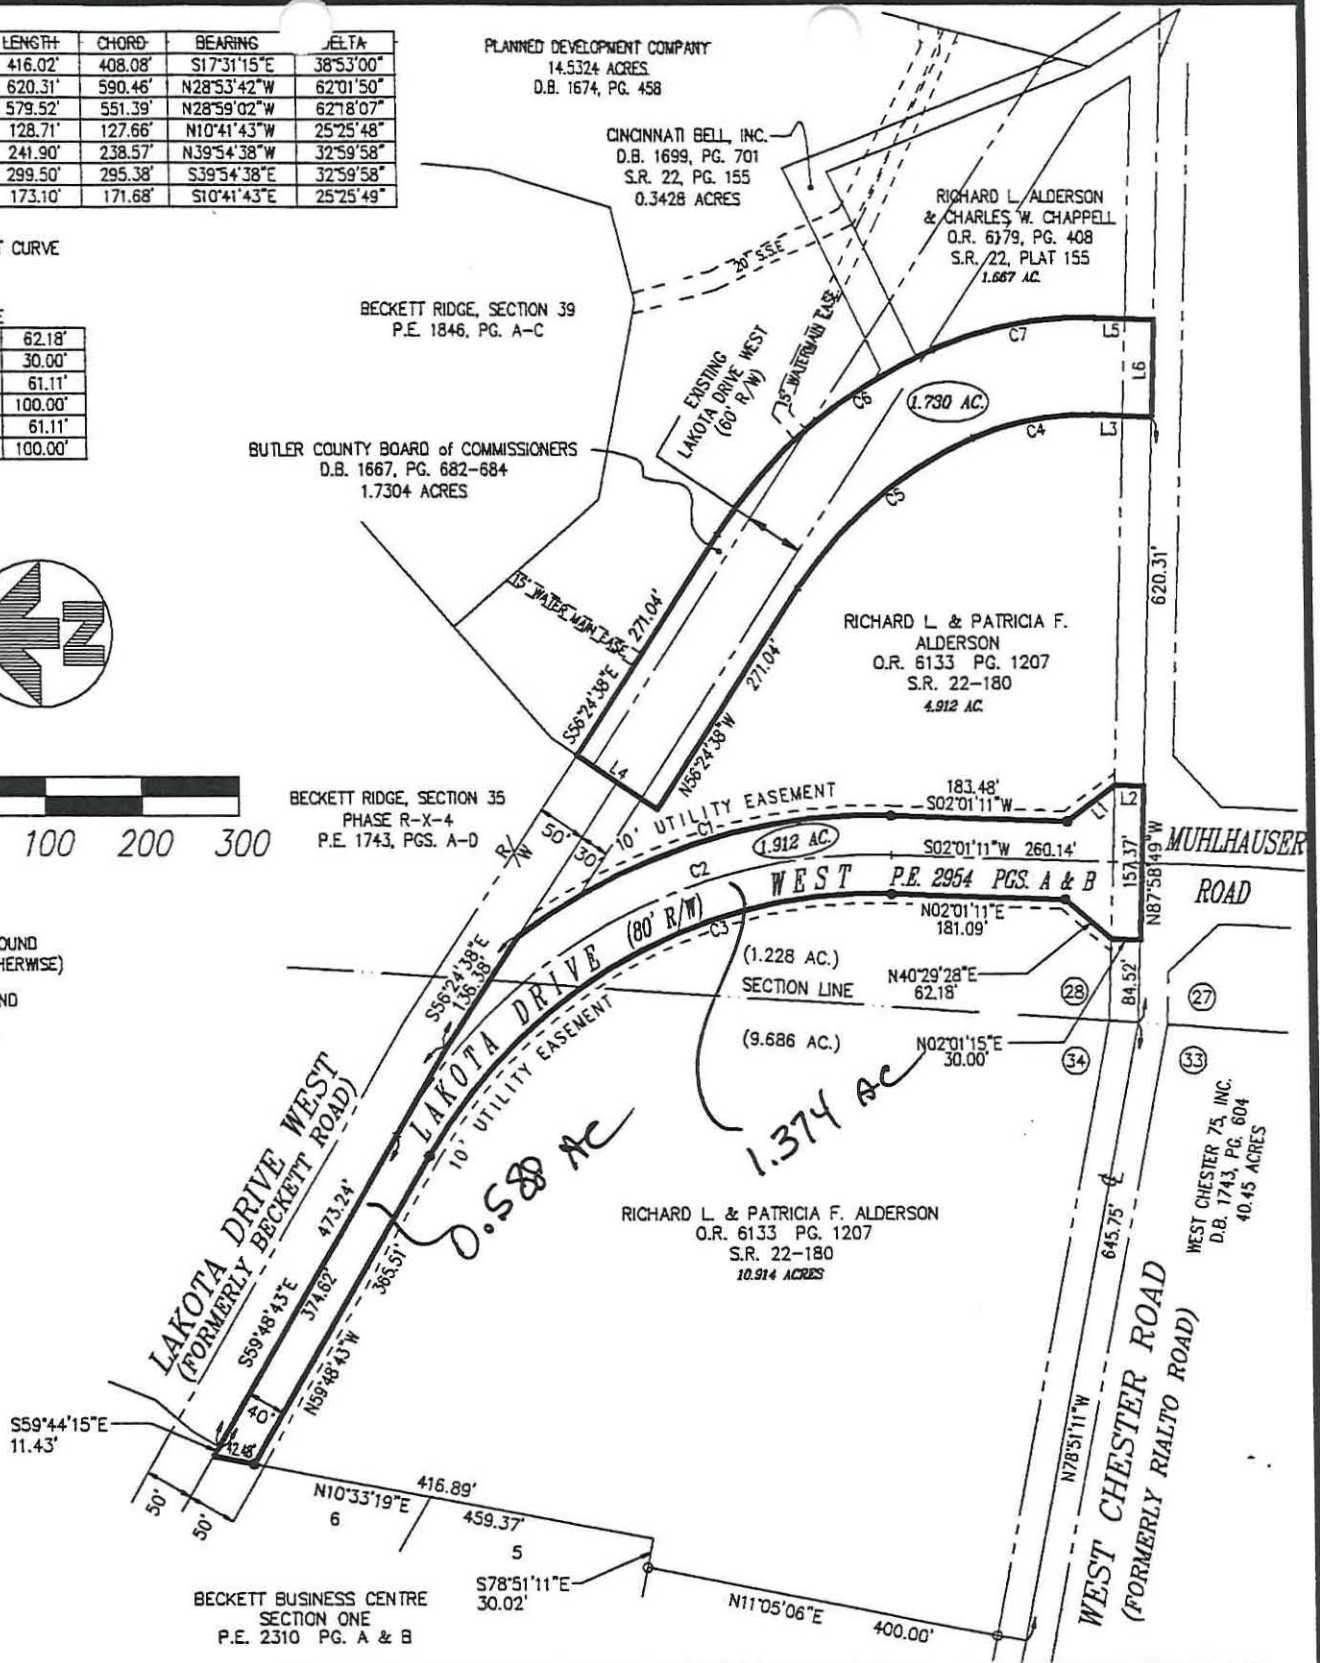 LENGTH CHORD BEARING DELTA
416.02' 408.08' S17°31'15"E 38°53'00"
620.31' 590.46' N28°53'42"W 62°01'50"
579.52' 551.39' N28°59'02"W 62°18'07"
128.71' 127.66' N10°41'43"W 25°25'48"
241.90' 238.57' N39°54'38"W 32°59'58"
299.50' 295.38' S39°54'38"E 32°59'58"
173.10' 171.68' S10°41'43"E 25°25'49"
CURVE
62.18'
30.00'
61.11'
100.00'
61.11'
100.00'
PLANNED DEVELOPMENT COMPANY
14.5324 ACRES
D.B. 1674, PG. 458
CINCINNATI BELL, INC.
D.B. 1699, PG. 701
S.R. 22, PG. 155
0.3428 ACRES
RICHARD L. ALDERSON
& CHARLES W. CHAPPELL
O.R. 6179, PG. 408
S.R. 22, PLAT 155
1.667 AC.
20' S.S.E
BECKETT RIDGE, SECTION 39
P.E. 1846, PG. A-C
EXISTING
LAKOTA DRIVE WEST
(60' R/W)
15' WATERMAIN EASE.
C7
L5
L6
C6
1.730 AC.
C4
L3
C5
BUTLER COUNTY BOARD of COMMISSIONERS
D.B. 1667, PG. 682-684
1.7304 ACRES
15' WATER MAIN EASE.
S56°24'38"E 271.04'
N56°24'38"W 271.04'
L4
620.31'
RICHARD L. & PATRICIA F.
ALDERSON
O.R. 6133 PG. 1207
S.R. 22-180
4.912 AC.
N
100 200 300
BECKETT RIDGE, SECTION 35
PHASE R-X-4
P.E. 1743, PGS. A-D
R/W
50'
30'
10' UTILITY EASEMENT
C1
183.48'
S02°01'11"W
L1
L2
1.912 AC.
S02°01'11"W 260.14'
C2
WEST P.E. 2954 PGS. A & B
157.37'
N87°58'49"W
MUHLHAUSER
ROAD
N02°01'11"E
181.09'
C3
LAKOTA DRIVE (80' R/W)
OUND
HERWISE)
ND
S56°24'38"E
136.38'
(1.228 AC.)
SECTION LINE
(9.686 AC.)
N40°29'28"E
62.18'
84.52'
28
27
34
33
N02°01'15"E
30.00'
10' UTILITY EASEMENT
1.374 AC
0.588 AC
LAKOTA DRIVE WEST
(FORMERLY BECKETT ROAD)
473.24'
S59°48'43"E
374.62'
365.51'
N59°48'43"W
RICHARD L. & PATRICIA F. ALDERSON
O.R. 6133 PG. 1207
S.R. 22-180
10.914 ACRES
WEST CHESTER 75, INC.
D.B. 1743, PG. 604
40.45 ACRES
645.75'
N78°51'11"W
WEST CHESTER ROAD
(FORMERLY RIALTO ROAD)
S59°44'15"E
11.43'
40'
42.48'
50'
50'
416.89'
N10°33'19"E
459.37'
6
5
S78°51'11"E
30.02'
N11°05'06"E
400.00'
BECKETT BUSINESS CENTRE
SECTION ONE
P.E. 2310 PG. A & B